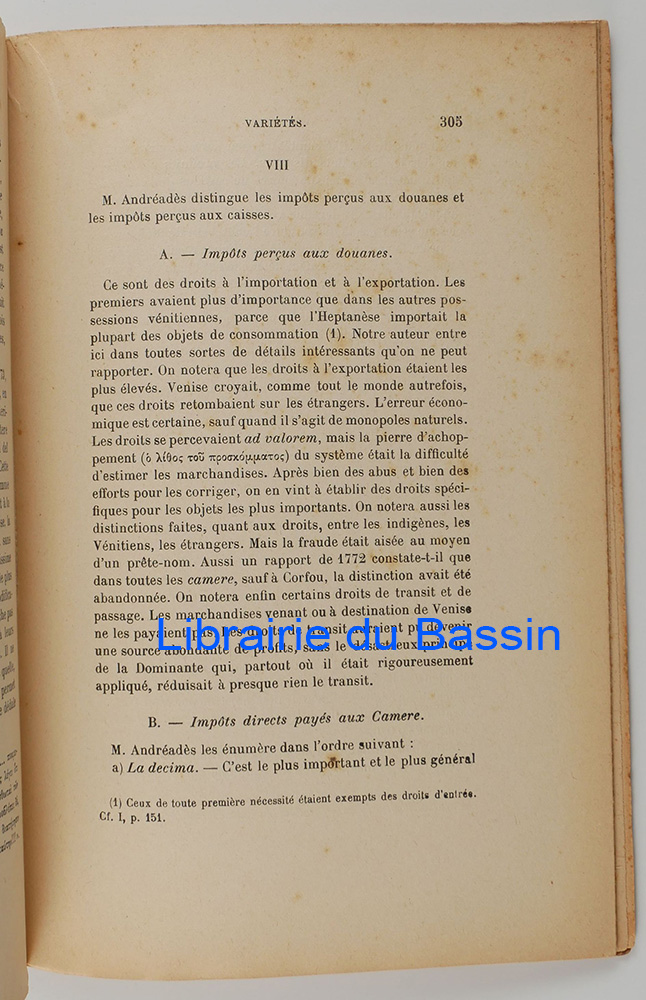 VARIÉTÉS. 305
VIII
M. Andréadès distingue les impôts perçus aux douanes et
les impôts perçus aux caisses.
A. — Impôts perçus aux douanes.
Ce sont des droits à l'importation et à l'exportation. Les
premiers avaient plus d'importance que dans les autres pos-
sessions vénitiennes, parce que l'Heptanèse importait la
plupart des objets de consommation (1). Notre auteur entre
ici dans toutes sortes de détails intéressants qu'on ne peut
rapporter. On notera que les droits à l'exportation étaient les
plus élevés. Venise croyait, comme tout le monde autrefois,
que ces droits retombaient sur les étrangers. L'erreur écono-
mique est certaine, sauf quand il s'agit de monopoles naturels.
Les droits se percevaient ad valorem, mais la pierre d'achop-
pement (ὁ λίθος τοῦ προσκόμματος) du système était la difficulté
d'estimer les marchandises. Après bien des abus et bien des
efforts pour les corriger, on en vint à établir des droits spéci-
fiques pour les objets les plus importants. On notera aussi les
distinctions faites, quant aux droits, entre les indigènes, les
Vénitiens, les étrangers. Mais la fraude était aisée au moyen
d'un prête-nom. Aussi un rapport de 1772 constate-t-il que
dans toutes les camere, sauf à Corfou, la distinction avait été
abandonnée. On notera enfin certains droits de transit et de
passage. Les marchandises venant ou à destination de Venise
ne les payaient pas. Les droits de transit auraient pu devenir
une source abondante de profits, sans le désastreux principe
de la Dominante qui, partout où il était rigoureusement
appliqué, réduisait à presque rien le transit.
B. — Impôts directs payés aux Camere.
M. Andréadès les énumère dans l'ordre suivant :
a) La decima. — C'est le plus important et le plus général
(1) Ceux de toute première nécessité étaient exempts des droits d'entrée.
Cf. I, p. 151.
Librairie du Bassin